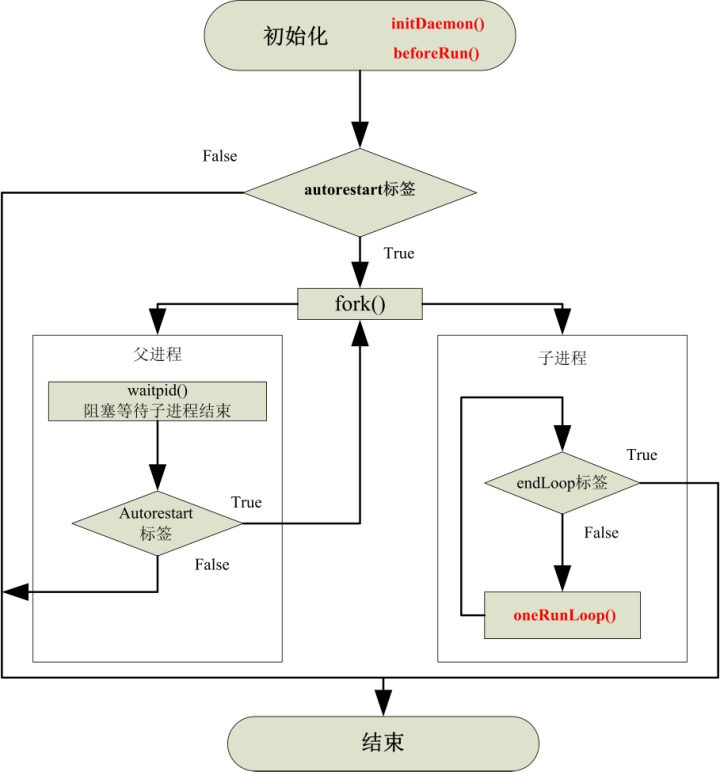 初始化
initDaemon()
beforeRun()
False
autorestart标签
True
fork()
父进程
waitpid()
阻塞等待子进程结束
Autorestart
标签
True
False
子进程
endLoop标签
True
False
oneRunLoop()
结束